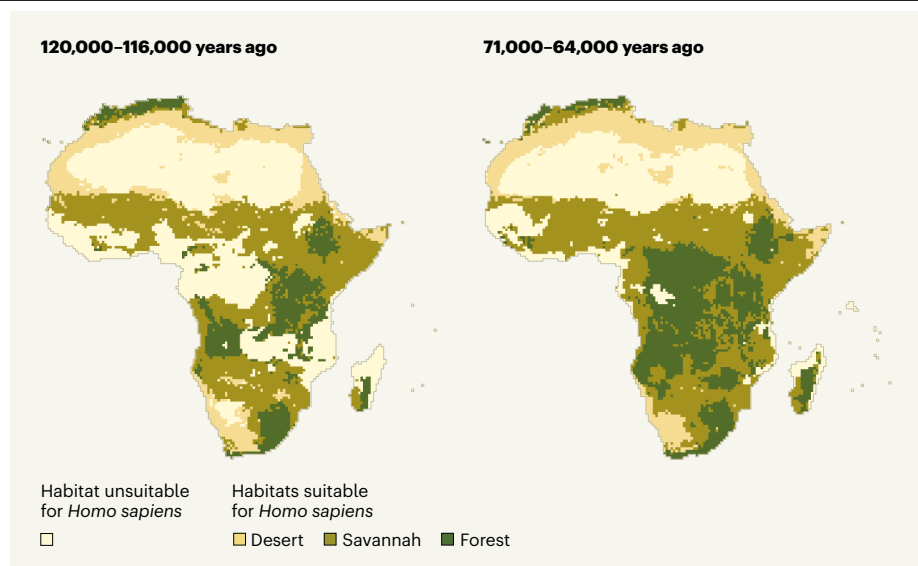 120,000–116,000 years ago
71,000–64,000 years ago
Habitat unsuitable
for Homo sapiens
Habitats suitable
for Homo sapiens
Desert
Savannah
Forest